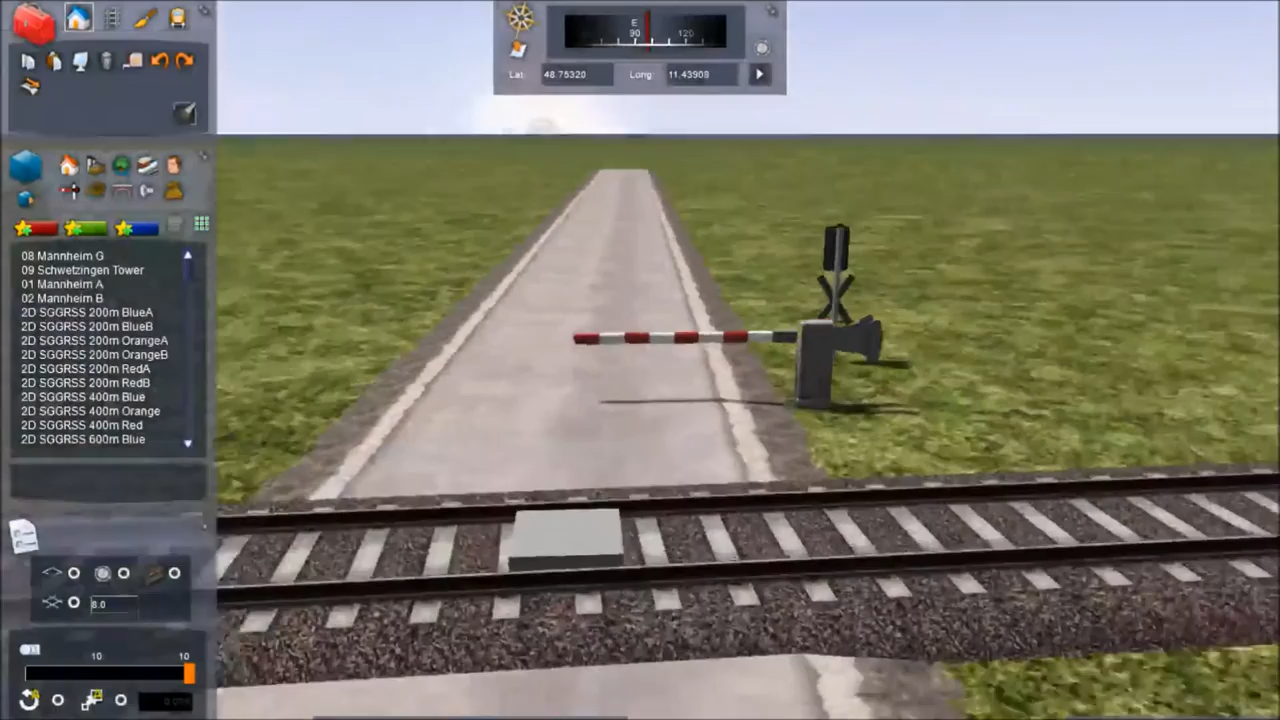 E
90 120
Lat: 48.75320 Long: 11.43908
08 Mannheim G
09 Schwetzingen Tower
01 Mannheim A
02 Mannheim B
2D SGGRSS 200m BlueA
2D SGGRSS 200m BlueB
2D SGGRSS 200m OrangeA
2D SGGRSS 200m OrangeB
2D SGGRSS 200m RedA
2D SGGRSS 200m RedB
2D SGGRSS 400m Blue
2D SGGRSS 400m Orange
2D SGGRSS 400m Red
2D SGGRSS 600m Blue
8.0
10 10